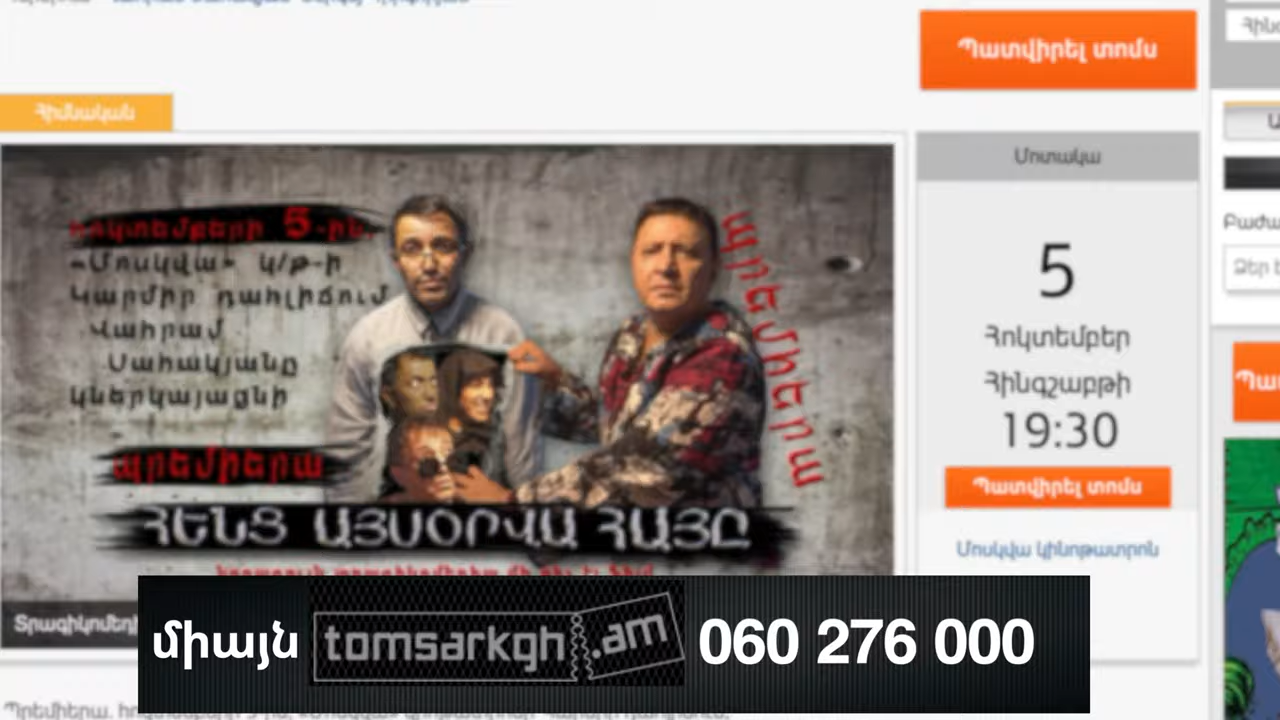 Պատվիրել տոմս
Հիմնական
Մոտակա
հոկտեմբերի 5-ին,
«Մոսկվա» կ/թ-ի
Կարմիր դահլիճում
Վահրամ
Սահակյանը
կներկայացնի
պրեմիերա
պրեմիերա
ՀԵՆՑ ԱՅՍՕՐՎԱ ՀԱՅԸ
5
Հոկտեմբեր
Հինգշաբթի
19:30
Պատվիրել տոմս
Մոսկվա կինոթատրոն
միայն tomsarkgh.am 060 276 000